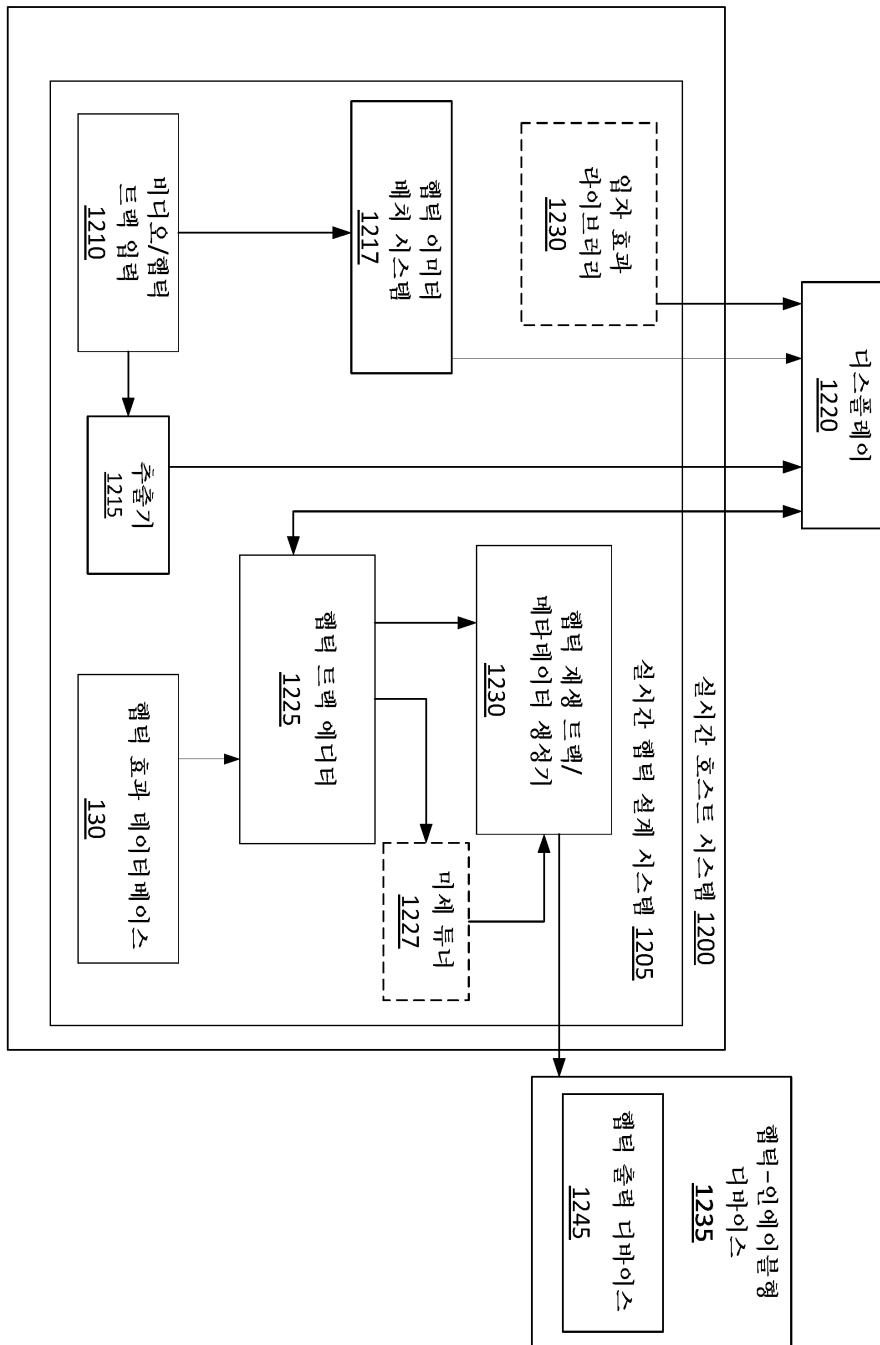 디스플레이
1220
실시간 호스트 시스템 1200
실시간 햅틱 설계 시스템 1205
입자 효과
라이브러리
1230
햅틱 이미터
배치 시스템
1217
비디오/햅틱
트랙 입력
1210
추출기
1215
햅틱 재생 트랙/
메타데이터 생성기
1230
햅틱 트랙 에디터
1225
미세 튜너
1227
햅틱 효과 데이터베이스
130
햅틱-인에이블형
디바이스
1235
햅틱 출력 디바이스
1245